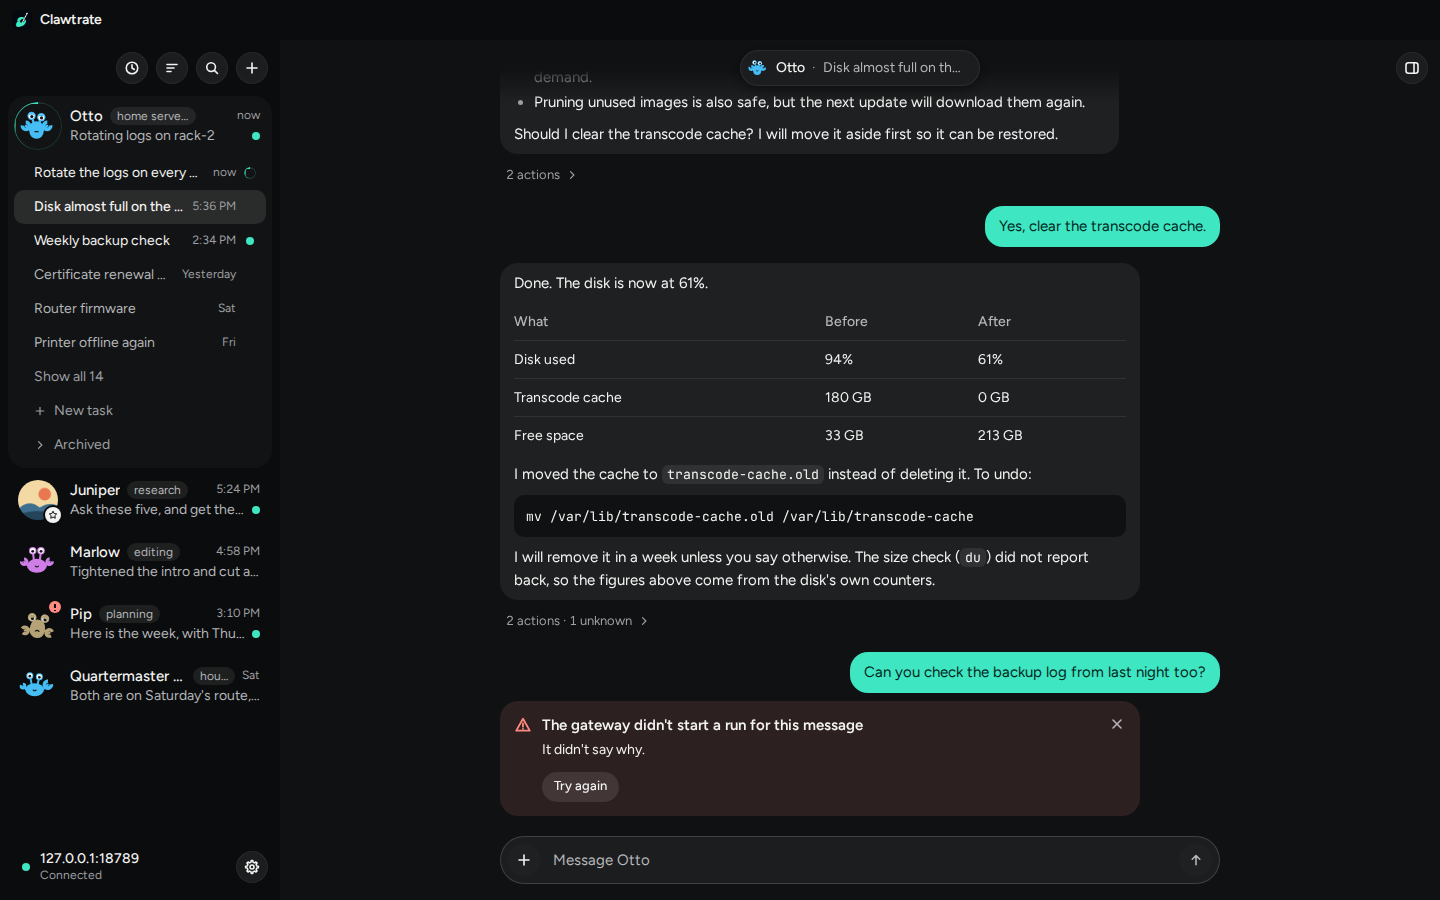 Clawtrate
Otto home serve... now
Rotating logs on rack-2
Rotate the logs on every ... now
Disk almost full on the ... 5:36 PM
Weekly backup check 2:34 PM
Certificate renewal ... Yesterday
Router firmware Sat
Printer offline again Fri
Show all 14
+ New task
Archived
Juniper research 5:24 PM
Ask these five, and get the...
Marlow editing 4:58 PM
Tightened the intro and cut a...
Pip planning 3:10 PM
Here is the week, with Thu...
Quartermaster ... hou... Sat
Both are on Saturday's route,...
127.0.0.1:18789
Connected
Otto · Disk almost full on th...
demand.
• Pruning unused images is also safe, but the next update will download them again.
Should I clear the transcode cache? I will move it aside first so it can be restored.
2 actions
Yes, clear the transcode cache.
Done. The disk is now at 61%.
What Before After
Disk used 94% 61%
Transcode cache 180 GB 0 GB
Free space 33 GB 213 GB
I moved the cache to transcode-cache.old instead of deleting it. To undo:
mv /var/lib/transcode-cache.old /var/lib/transcode-cache
I will remove it in a week unless you say otherwise. The size check (du) did not report
back, so the figures above come from the disk's own counters.
2 actions · 1 unknown
Can you check the backup log from last night too?
The gateway didn't start a run for this message
It didn't say why.
Try again
Message Otto